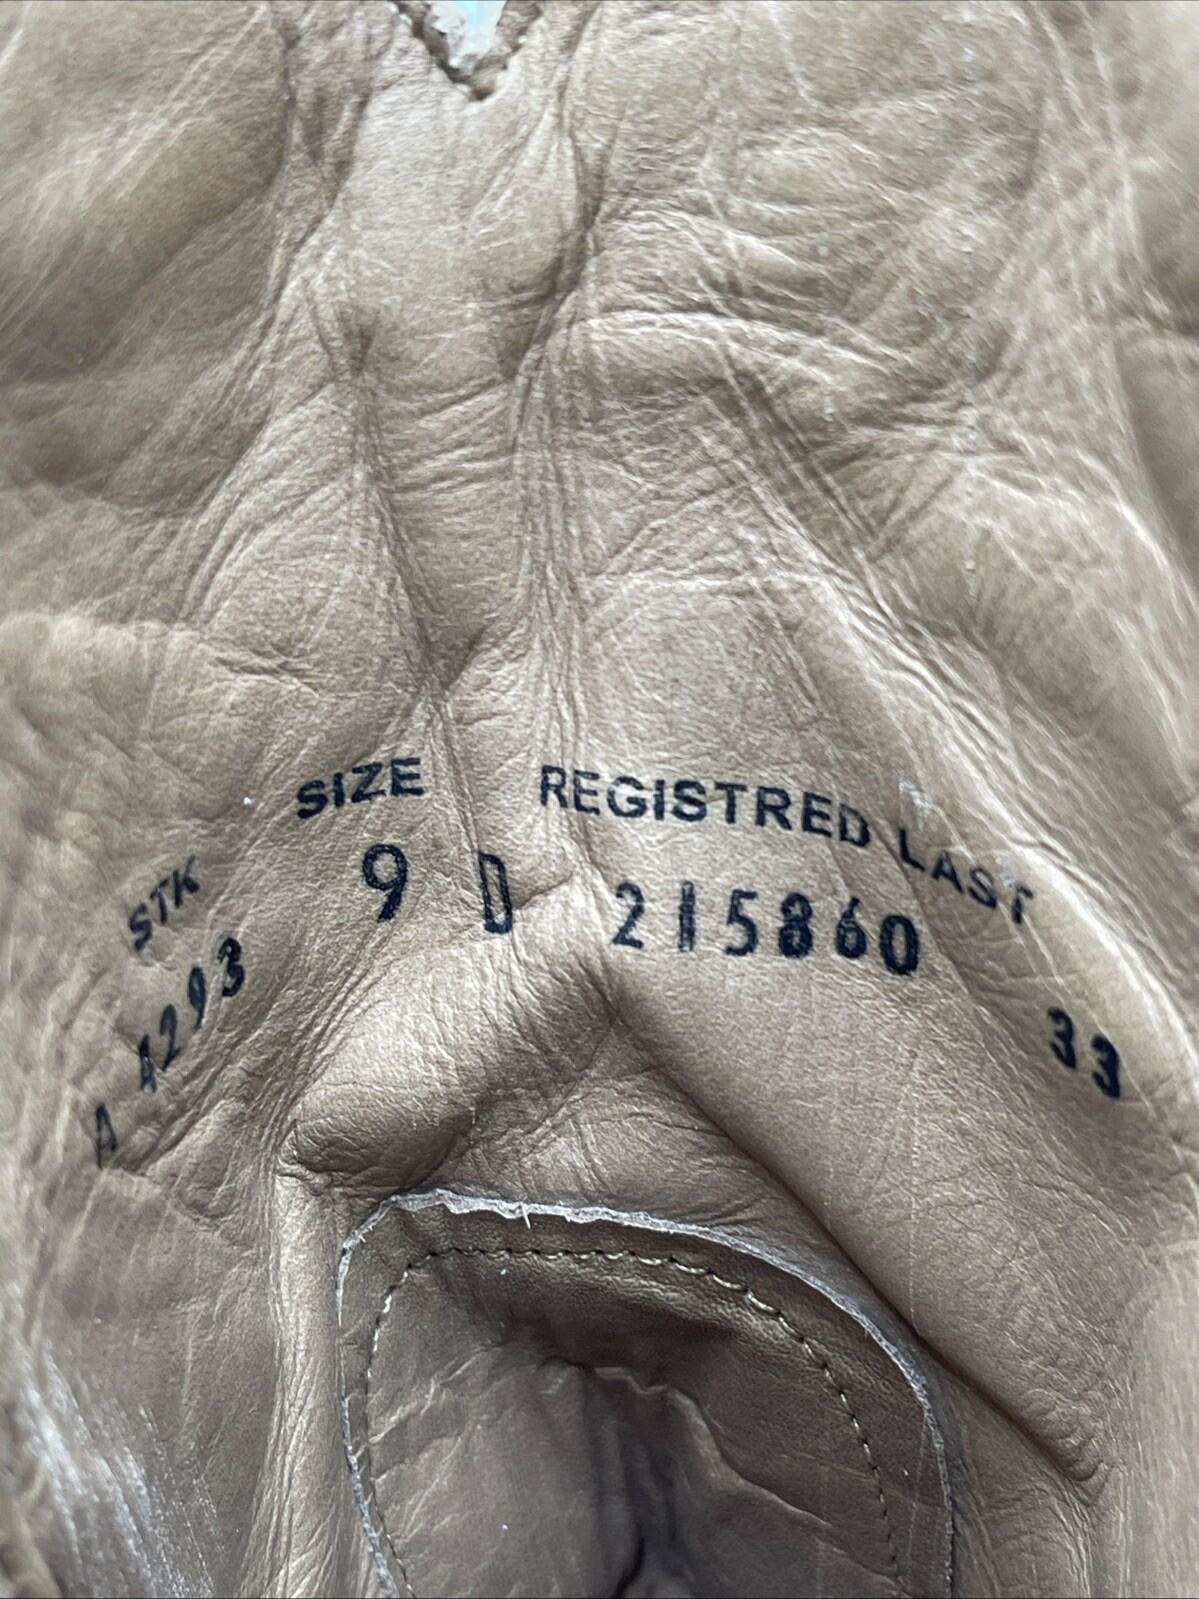 STK SIZE REGISTRED LAST
A 4293 9 D 215860 33